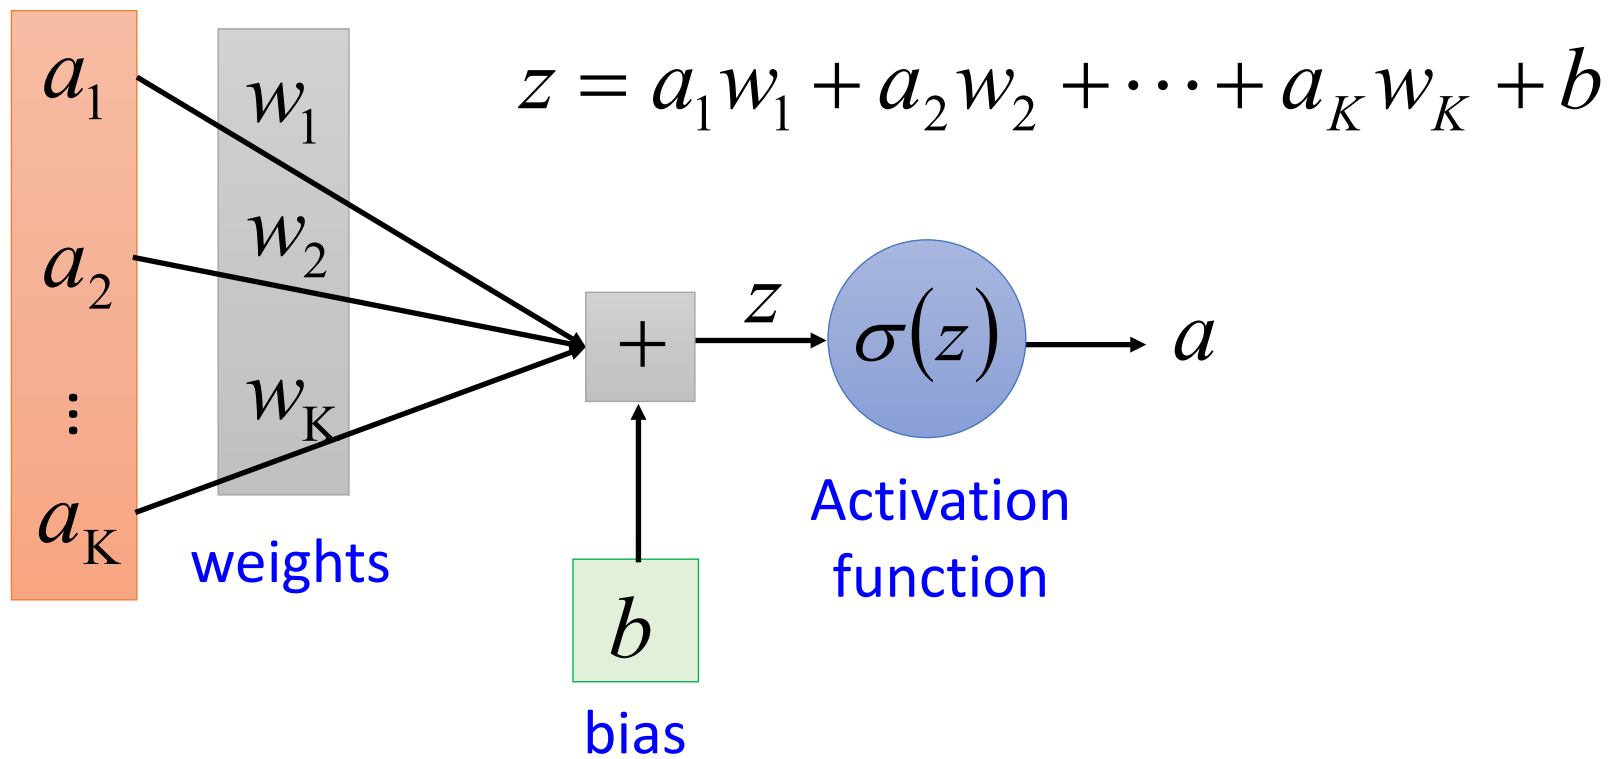 z = a₁w₁ + a₂w₂ + ⋯ + a_K w_K + b
a₁
w₁
a₂
w₂
⋮
w_K
a_K
+
z
σ(z)
a
weights
b
bias
Activation
function